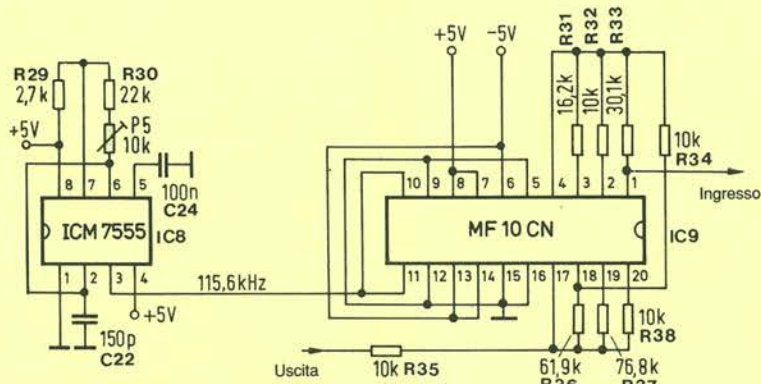 R29
2,7k
+5V
R30
22k
P5
10k
8
7
6
5
100n
C24
ICM 7555
IC8
1
2
3
4
+5V
150p
C22
115,6kHz
+5V
-5V
R31
R32
R33
16,2k
10k
30,1k
10k
R34
10
9
8
7
6
5
4
3
2
1
Ingresso
MF 10 CN
IC9
11
12
13
14
15
16
17
18
19
20
Uscita
10k R35
10k
R38
61,9k
R36
76,8k
R37